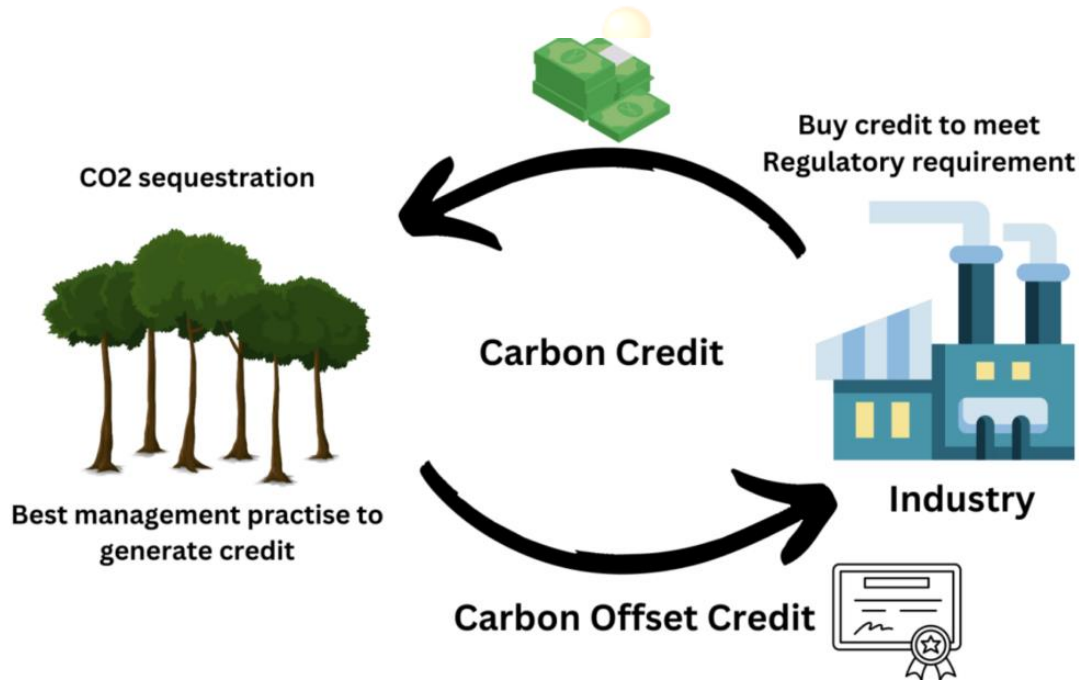 Buy credit to meet
Regulatory requirement
CO2 sequestration
Carbon Credit
Industry
Best management practise to
generate credit
Carbon Offset Credit